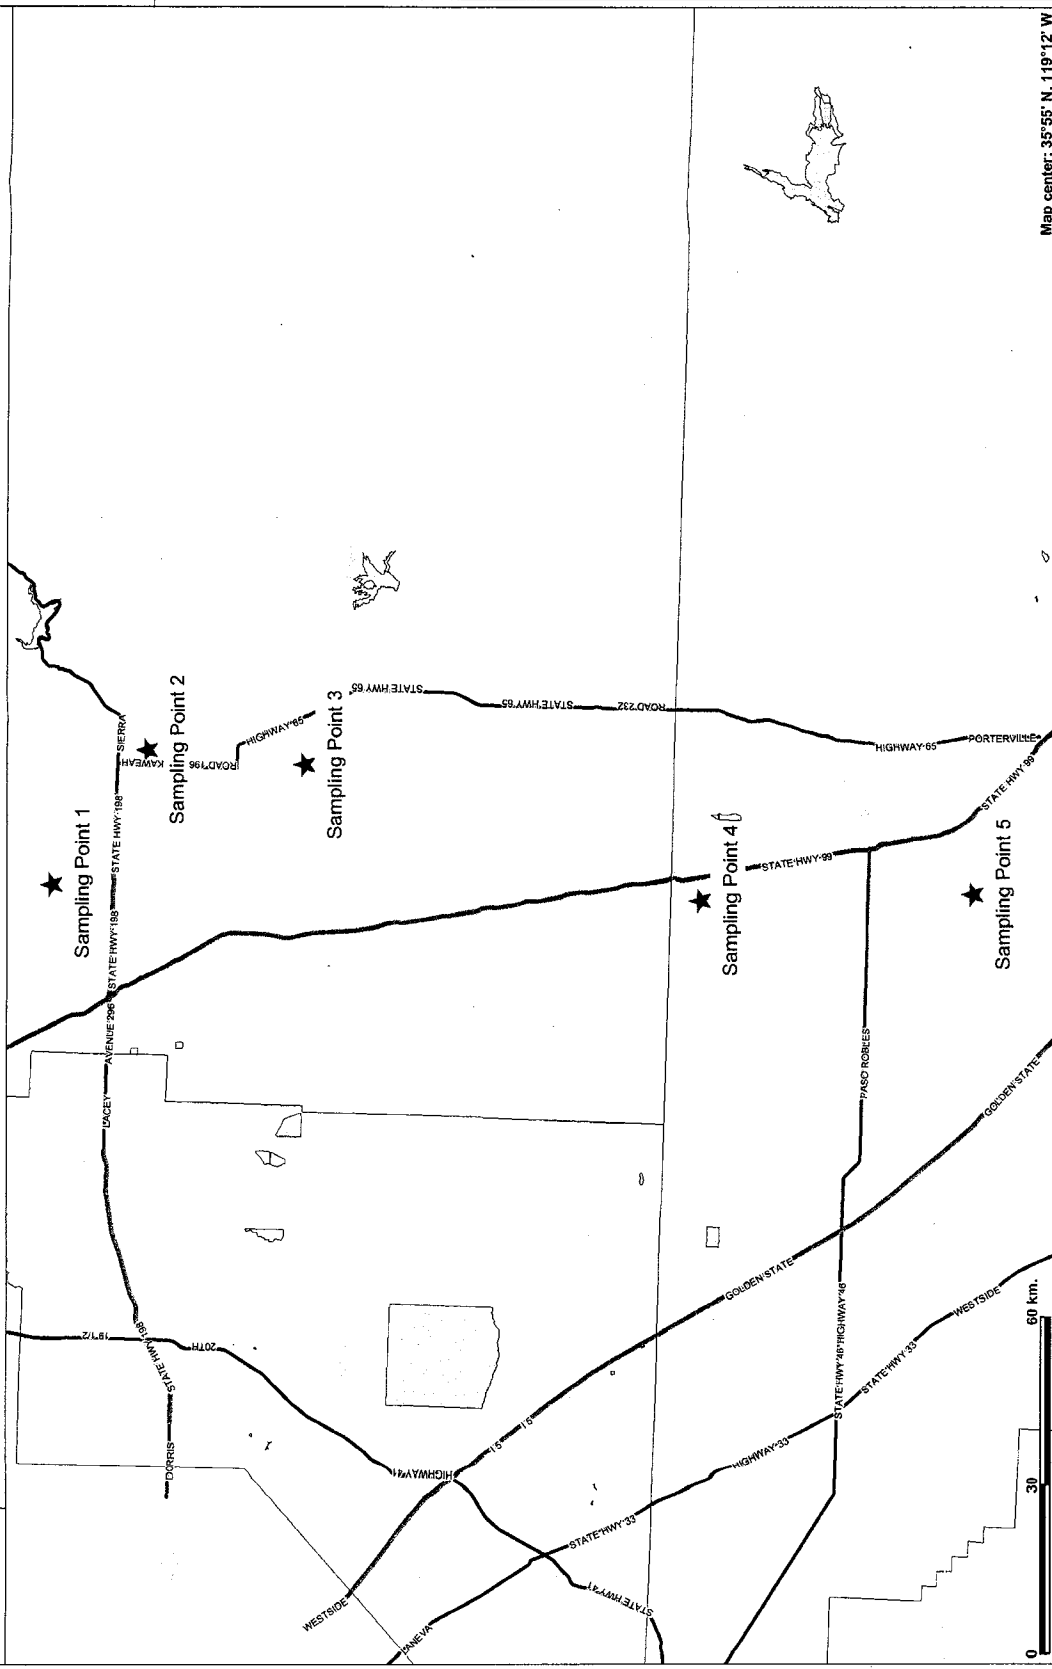 Sampling Point 1
SIERRA
KAWEAH
Sampling Point 2
STATE HWY 198
STATE HWY 198
AVENUE 296
LACEY
ROAD 196
HIGHWAY 65
Sampling Point 3
STATE HWY 65
STATE HWY 65
ROAD 232
19 1/2
STATE HWY 198
20TH
DORRIS
HIGHWAY 41
I 5
I 5
WESTSIDE
LANEVA
STATE HWY 33
STATE HWY 41
Sampling Point 4
STATE HWY 99
HIGHWAY 65
PORTERVILLE
STATE HWY 99
Sampling Point 5
PASO ROBLES
GOLDEN STATE
GOLDEN STATE
STATE HWY 46
HIGHWAY 46
HIGHWAY 33
STATE HWY 33
WESTSIDE
0
30
60 km.
Map center: 35°55' N, 119°12' W